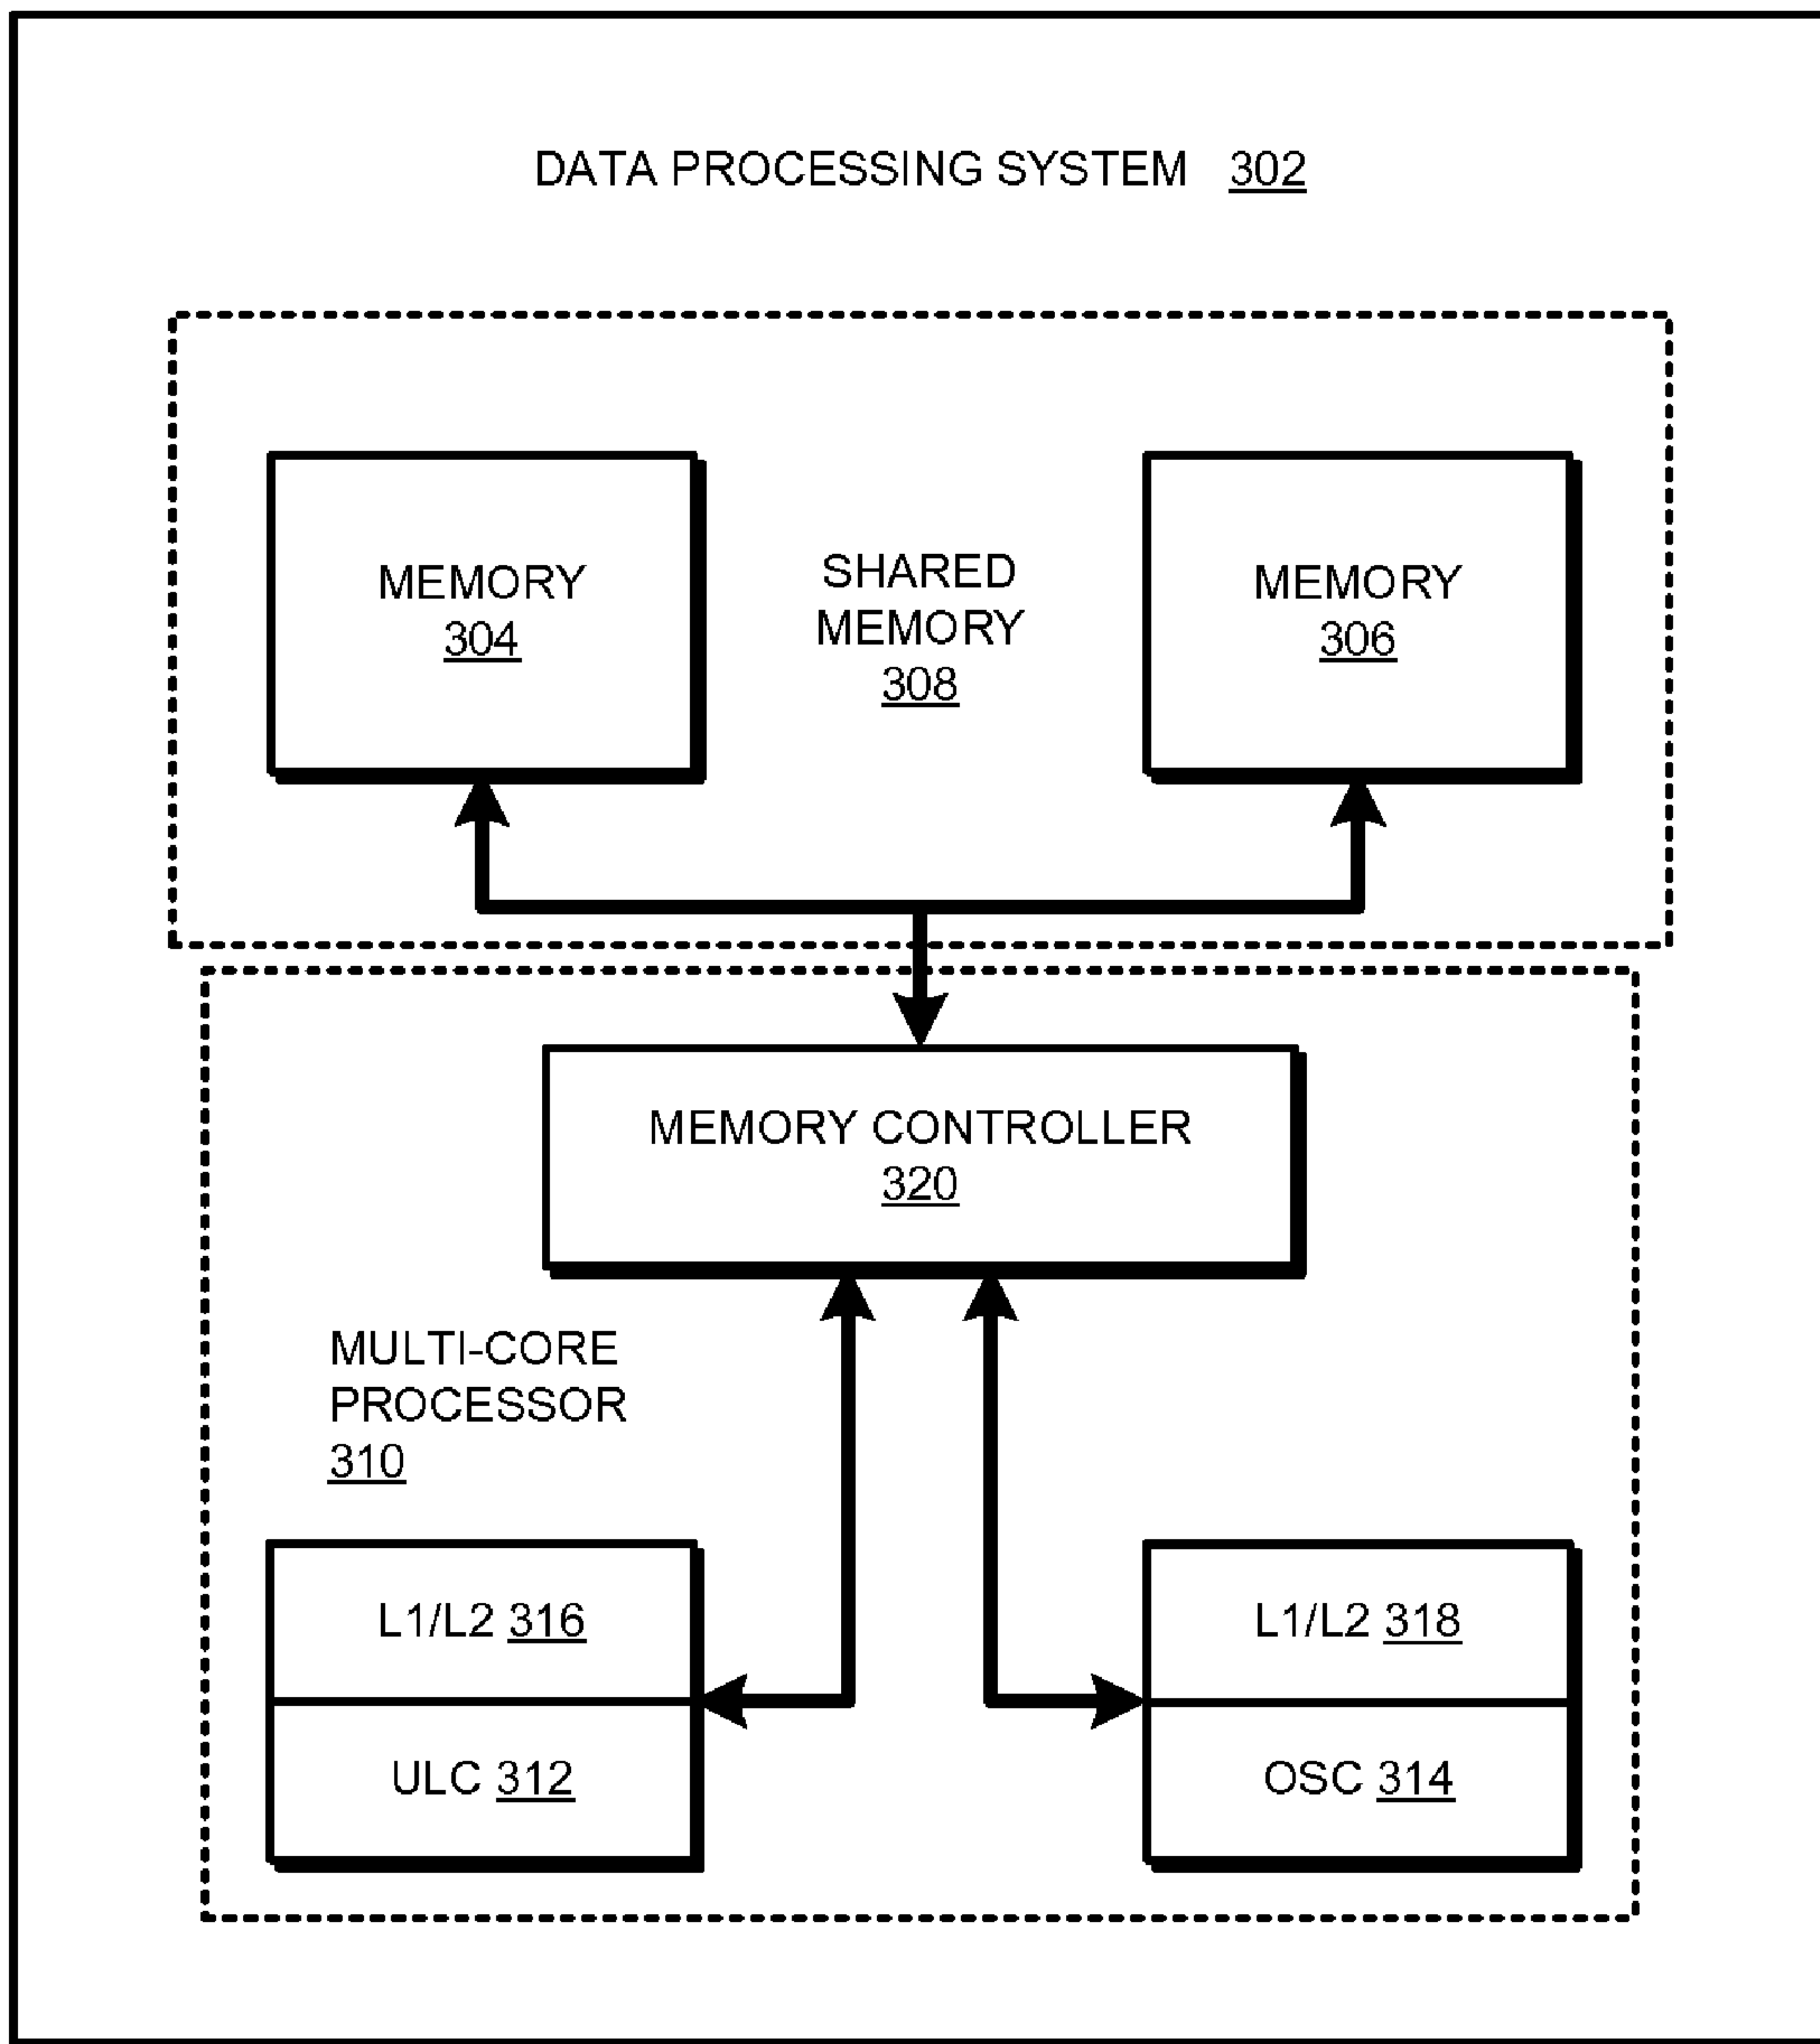 DATA PROCESSING SYSTEM 302
MEMORY
304
SHARED
MEMORY
308
MEMORY
306
MEMORY CONTROLLER
320
MULTI-CORE
PROCESSOR
310
L1/L2 316
ULC 312
L1/L2 318
OSC 314